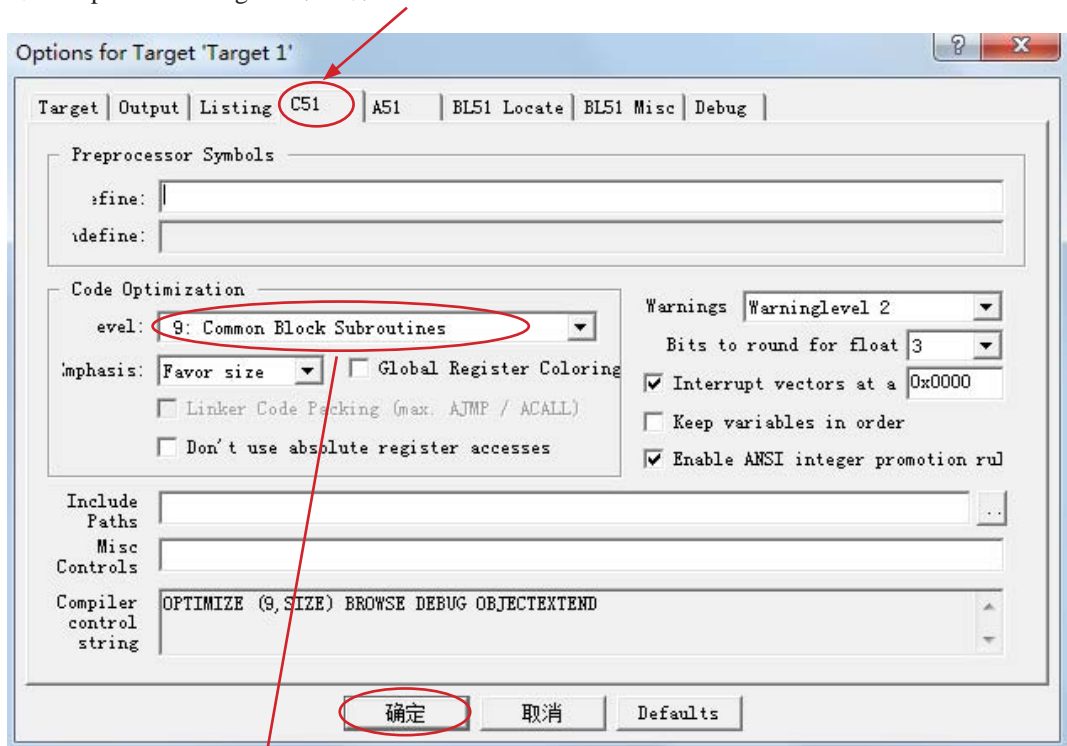 Options for Target 'Target 1'
Target Output Listing C51 A51 BL51 Locate BL51 Misc Debug
Preprocessor Symbols
efine:
define:
Code Optimization
evel: 9: Common Block Subroutines
Emphasis: Favor size Global Register Coloring
Linker Code Packing (max. AJMP / ACALL)
Don't use absolute register accesses
Warnings Warninglevel 2
Bits to round for float 3
Interrupt vectors at a 0x0000
Keep variables in order
Enable ANSI integer promotion rul
Include Paths
..
Misc Controls
Compiler control string OPTIMIZE (9,SIZE) BROWSE DEBUG OBJECTEXTEND
确定 取消 Defaults